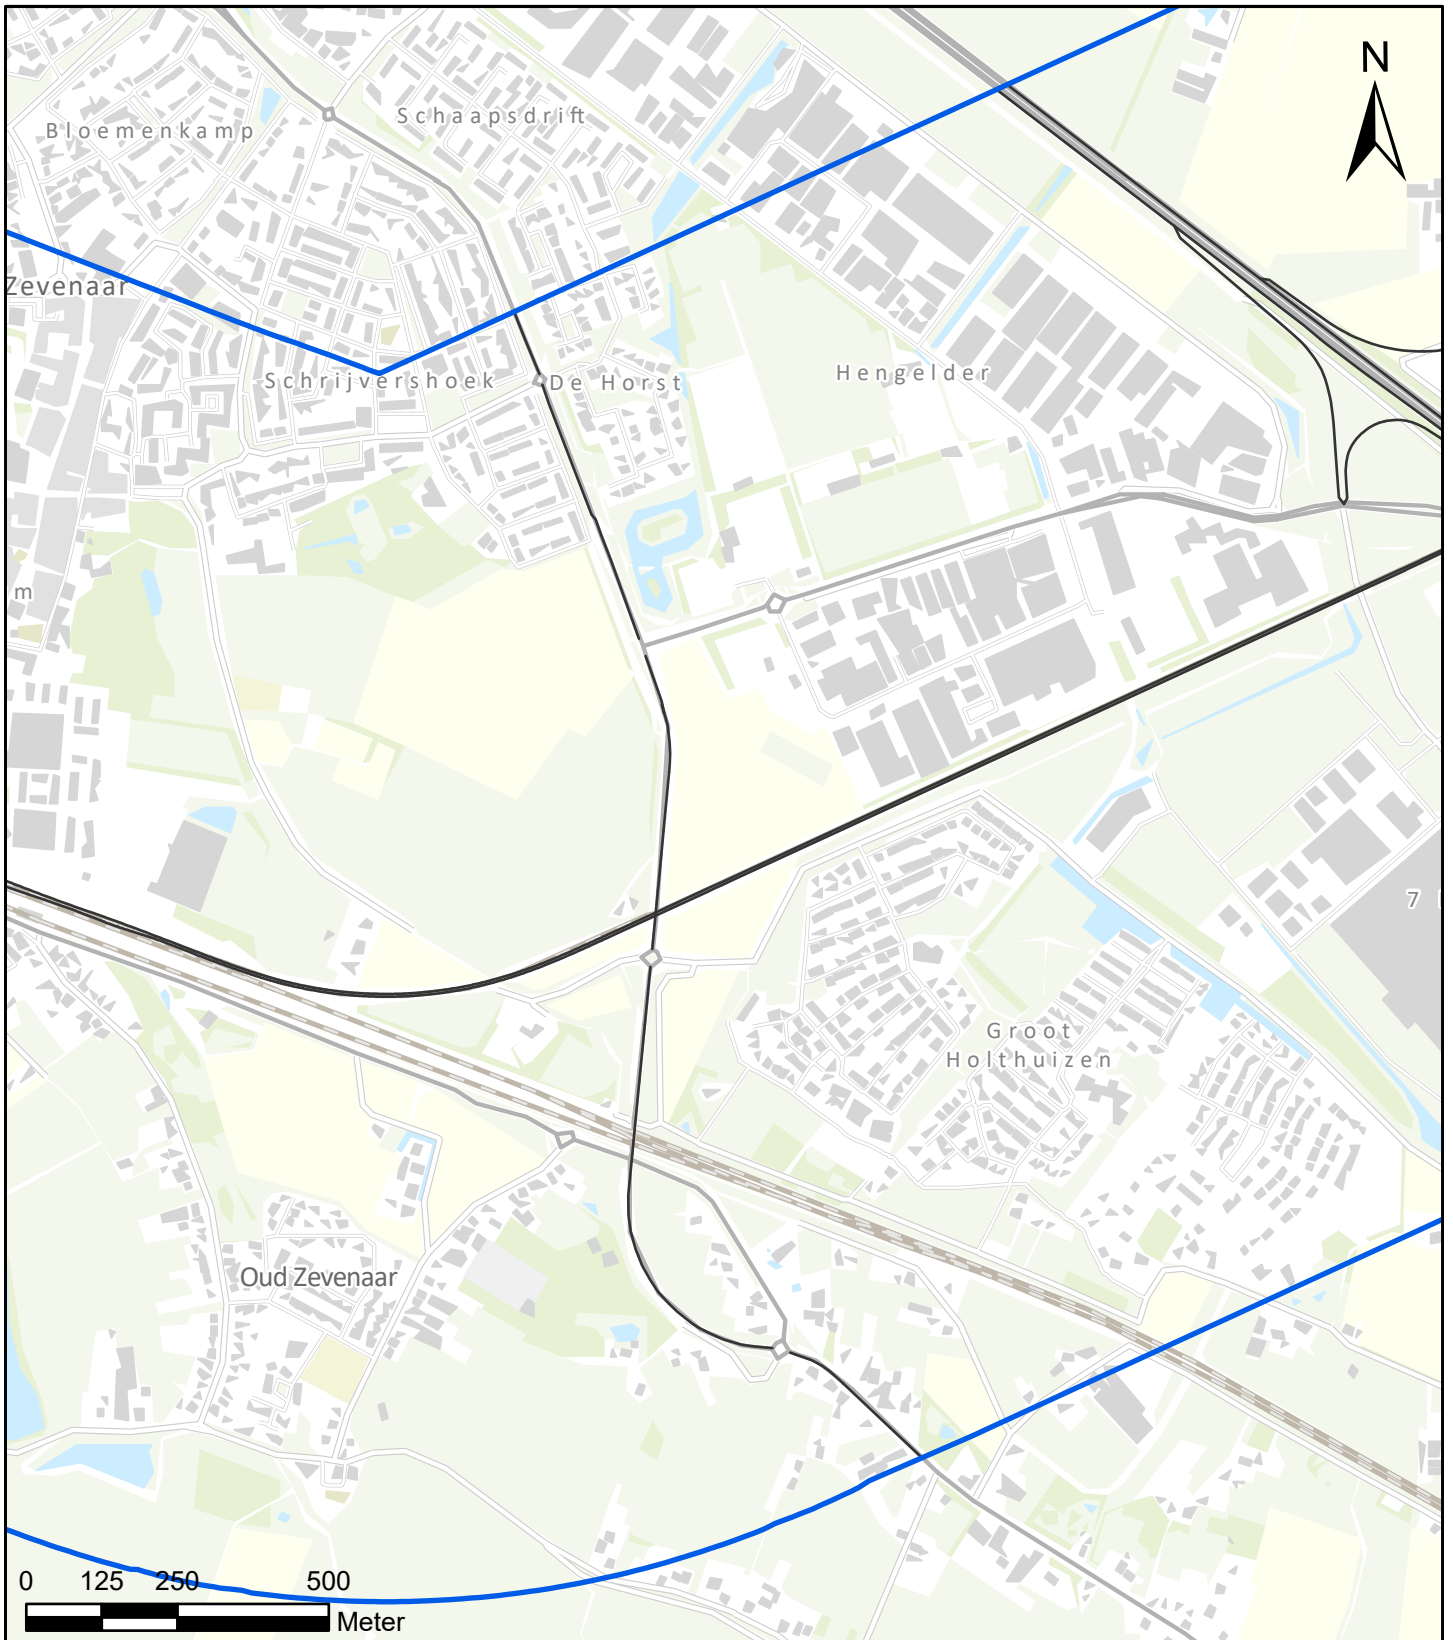 N
Schaapsdrift
Bloemenkamp
Zevenaar
Schrijvershoek
De Horst
Hengelder
m
7
Groot
Holthuizen
Oud Zevenaar
0 125 250 500
Meter